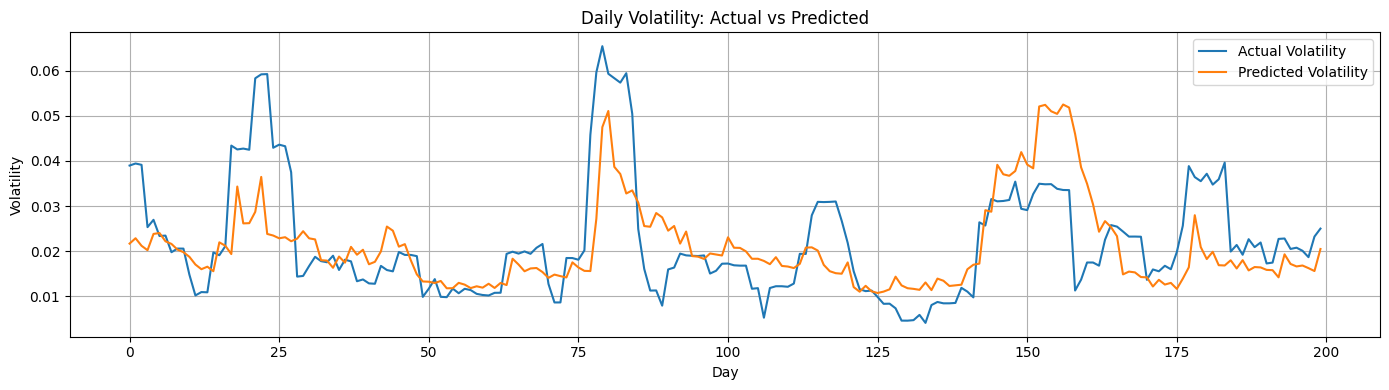 Daily Volatility: Actual vs Predicted
Actual Volatility
Predicted Volatility
Volatility
0.06
0.05
0.04
0.03
0.02
0.01
0 25 50 75 100 125 150 175 200
Day